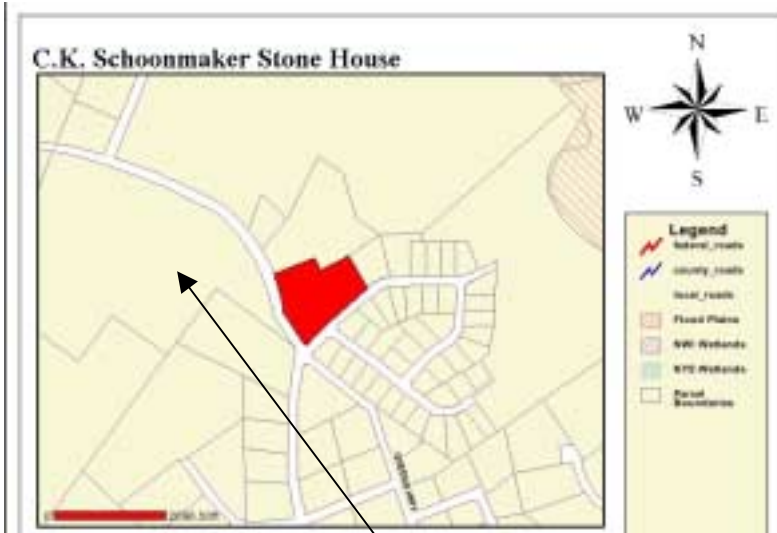 C.K. Schoonmaker Stone House
N
W
E
S
Legend
federal_roads
county_roads
local_roads
Flood Plains
NWI Wetlands
NYS Wetlands
Parcel
Boundaries